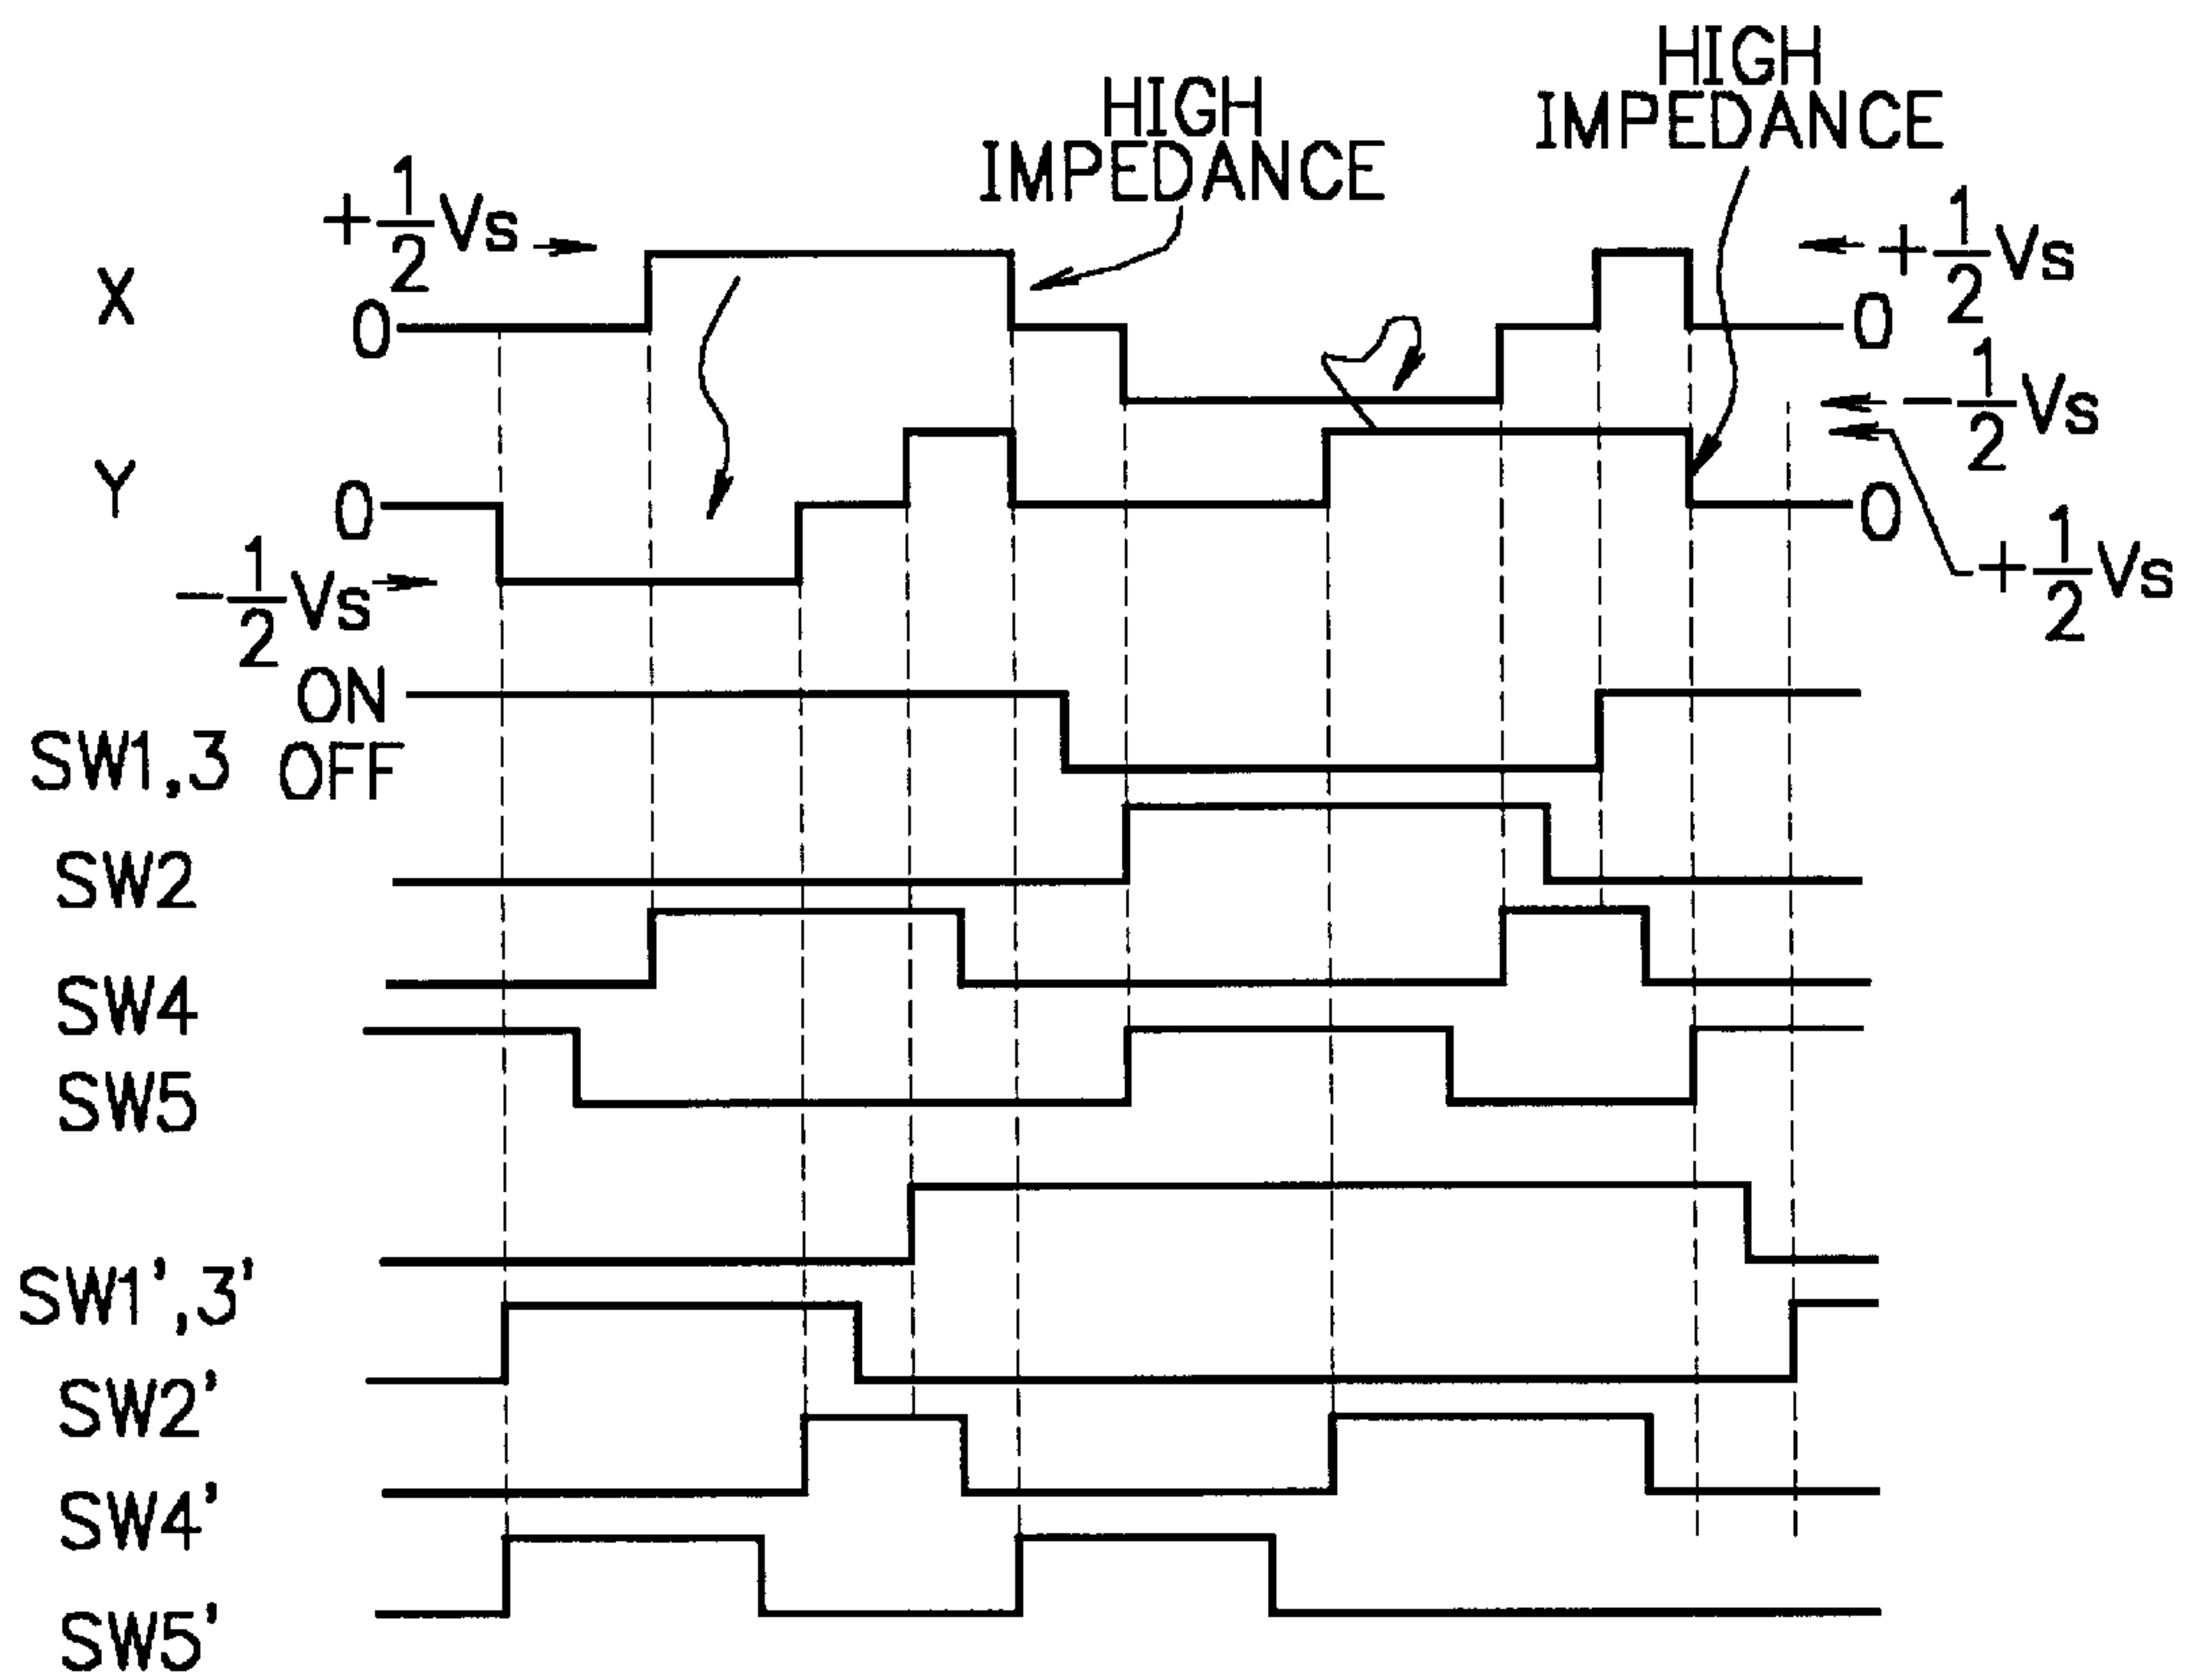 HIGH
IMPEDANCE
HIGH
IMPEDANCE
+1/2Vs
+1/2Vs
X
0
0
-1/2Vs
Y
0
0
-1/2Vs
+1/2Vs
ON
SW1,3 OFF
SW2
SW4
SW5
SW1',3'
SW2'
SW4'
SW5'